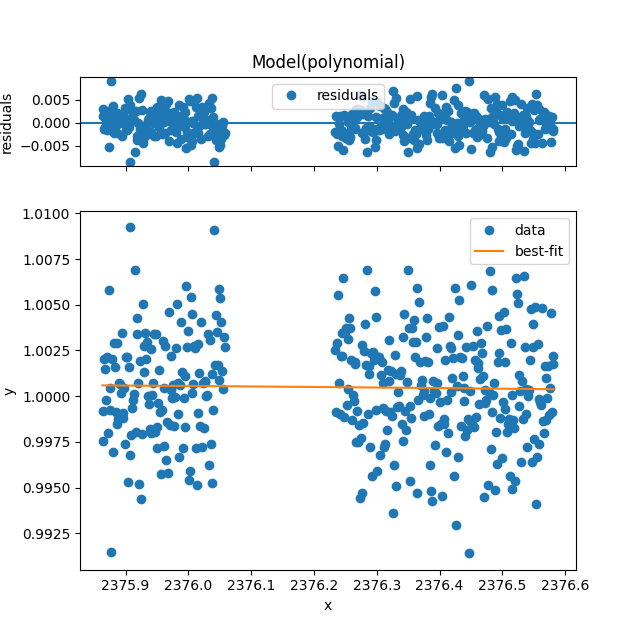 Model(polynomial)
residuals
0.005
0.000
−0.005
residuals
1.0100
1.0075
1.0050
1.0025
1.0000
0.9975
0.9950
0.9925
y
data
best-fit
2375.9 2376.0 2376.1 2376.2 2376.3 2376.4 2376.5 2376.6
x